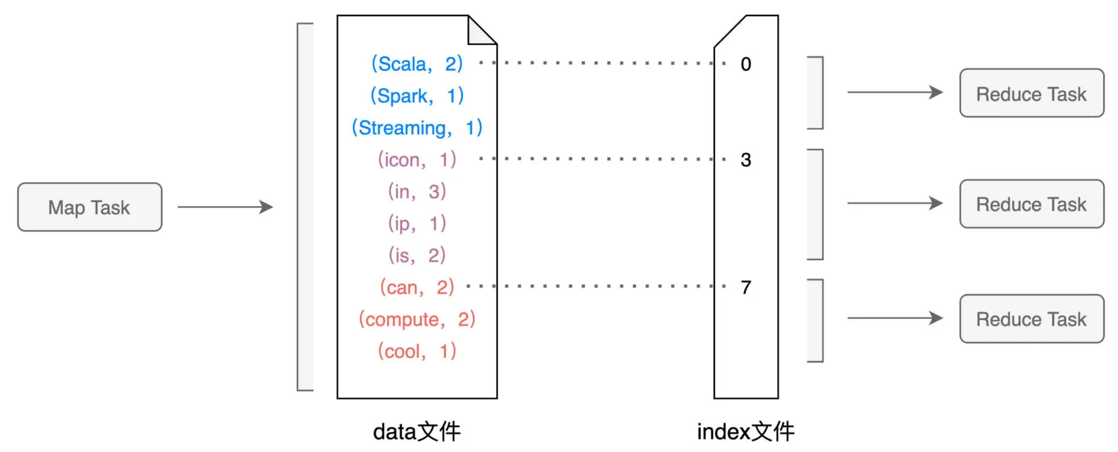 Map Task
(Scala，2)
(Spark，1)
(Streaming，1)
(icon，1)
(in，3)
(ip，1)
(is，2)
(can，2)
(compute，2)
(cool，1)
data文件
0
3
7
index文件
Reduce Task
Reduce Task
Reduce Task